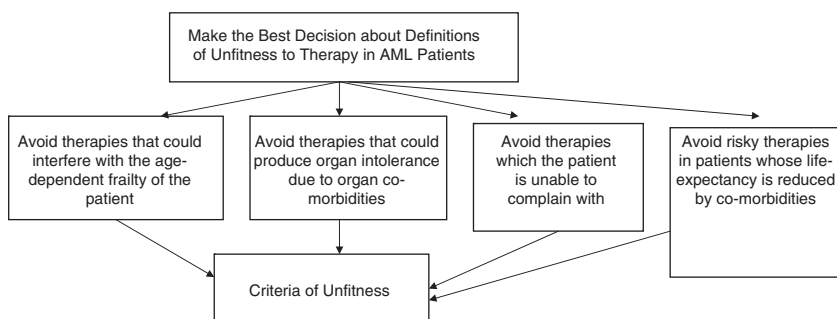 Make the Best Decision about Definitions
of Unfitness to Therapy in AML Patients
Avoid therapies that could
interfere with the age-
dependent frailty of the
patient
Avoid therapies that could
produce organ intolerance
due to organ co-
morbidities
Avoid therapies
which the patient
is unable to
complain with
Avoid risky therapies
in patients whose life-
expectancy is reduced
by co-morbidities
Criteria of Unfitness